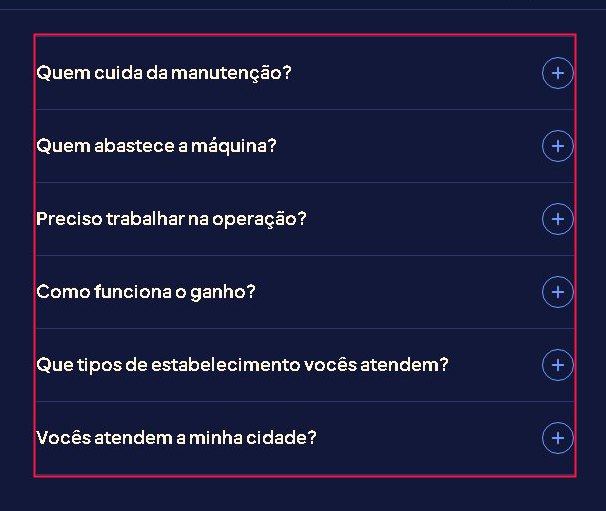 Quem cuida da manutenção?
Quem abastece a máquina?
Preciso trabalhar na operação?
Como funciona o ganho?
Que tipos de estabelecimento vocês atendem?
Vocês atendem a minha cidade?